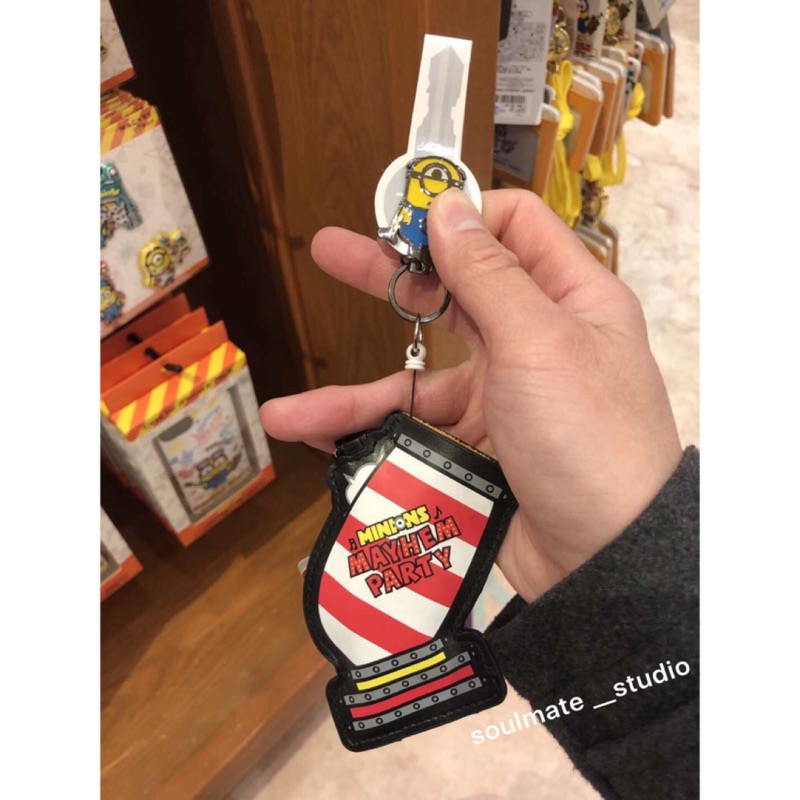 MINIONS
MAYHEM
PARTY
soulmate __studio